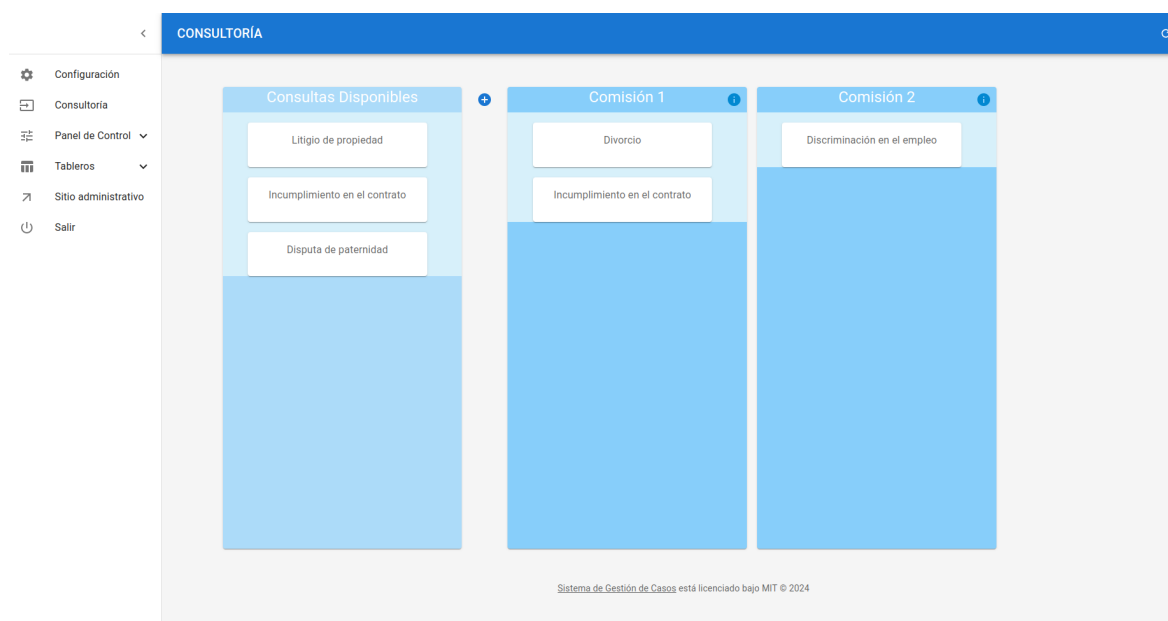 CONSULTORÍA
Configuración
Consultoría
Panel de Control
Tableros
Sitio administrativo
Salir
Consultas Disponibles
Litigio de propiedad
Incumplimiento en el contrato
Disputa de paternidad
Comisión 1
Divorcio
Incumplimiento en el contrato
Comisión 2
Discriminación en el empleo
Sistema de Gestión de Casos está licenciado bajo MIT © 2024